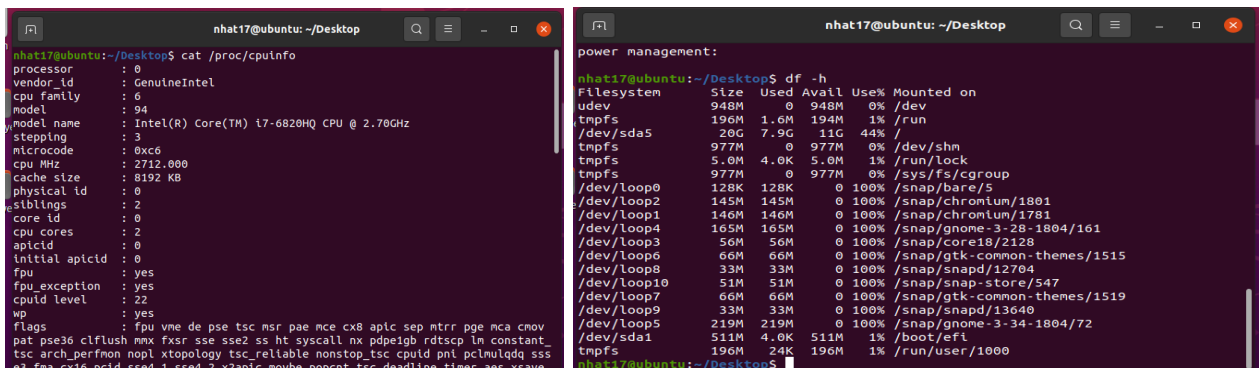 nhat17@ubuntu: ~/Desktop
nhat17@ubuntu:~/Desktop$ cat /proc/cpuinfo
processor : 0
vendor_id : GenuineIntel
cpu family : 6
model : 94
model name : Intel(R) Core(TM) i7-6820HQ CPU @ 2.70GHz
stepping : 3
microcode : 0xc6
cpu MHz : 2712.000
cache size : 8192 KB
physical id : 0
siblings : 2
core id : 0
cpu cores : 2
apicid : 0
initial apicid : 0
fpu : yes
fpu_exception : yes
cpuid level : 22
wp : yes
flags : fpu vme de pse tsc msr pae mce cx8 apic sep mtrr pge mca cmov
pat pse36 clflush mmx fxsr sse sse2 ss ht syscall nx pdpe1gb rdtscp lm constant_
tsc arch_perfmon nopl xtopology tsc_reliable nonstop_tsc cpuid pni pclmulqdq sss
e3 fma cx16 pcid sse4_1 sse4_2 x2apic movbe popcnt tsc_deadline_timer aes xsave
nhat17@ubuntu: ~/Desktop
power management:
nhat17@ubuntu:~/Desktop$ df -h
Filesystem Size Used Avail Use% Mounted on
udev 948M 0 948M 0% /dev
tmpfs 196M 1.6M 194M 1% /run
/dev/sda5 20G 7.9G 11G 44% /
tmpfs 977M 0 977M 0% /dev/shm
tmpfs 5.0M 4.0K 5.0M 1% /run/lock
tmpfs 977M 0 977M 0% /sys/fs/cgroup
/dev/loop0 128K 128K 0 100% /snap/bare/5
/dev/loop2 145M 145M 0 100% /snap/chromium/1801
/dev/loop1 146M 146M 0 100% /snap/chromium/1781
/dev/loop4 165M 165M 0 100% /snap/gnome-3-28-1804/161
/dev/loop3 56M 56M 0 100% /snap/core18/2128
/dev/loop6 66M 66M 0 100% /snap/gtk-common-themes/1515
/dev/loop8 33M 33M 0 100% /snap/snapd/12704
/dev/loop10 51M 51M 0 100% /snap/snap-store/547
/dev/loop7 66M 66M 0 100% /snap/gtk-common-themes/1519
/dev/loop9 33M 33M 0 100% /snap/snapd/13640
/dev/loop5 219M 219M 0 100% /snap/gnome-3-34-1804/72
/dev/sda1 511M 4.0K 511M 1% /boot/efi
tmpfs 196M 24K 196M 1% /run/user/1000
nhat17@ubuntu:~/Desktop$